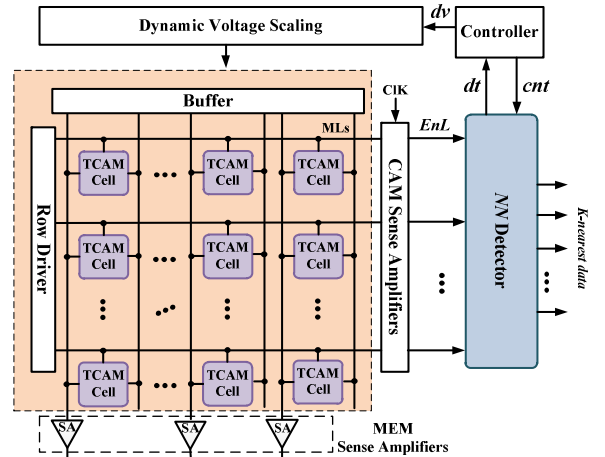 Dynamic Voltage Scaling
dv
Controller
dt
cnt
Buffer
ClK
MLs
EnL
Row Driver
TCAM Cell
TCAM Cell
TCAM Cell
TCAM Cell
TCAM Cell
TCAM Cell
TCAM Cell
TCAM Cell
TCAM Cell
CAM Sense Amplifiers
NN Detector
K-nearest data
SA
SA
SA
MEM
Sense Amplifiers